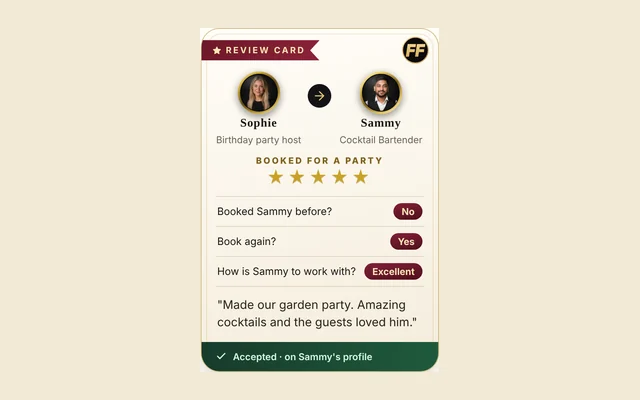 REVIEW CARD
FF
Sophie
Sammy
Birthday party host
Cocktail Bartender
BOOKED FOR A PARTY
Booked Sammy before?
No
Book again?
Yes
How is Sammy to work with?
Excellent
"Made our garden party. Amazing
cocktails and the guests loved him."
Accepted · on Sammy's profile